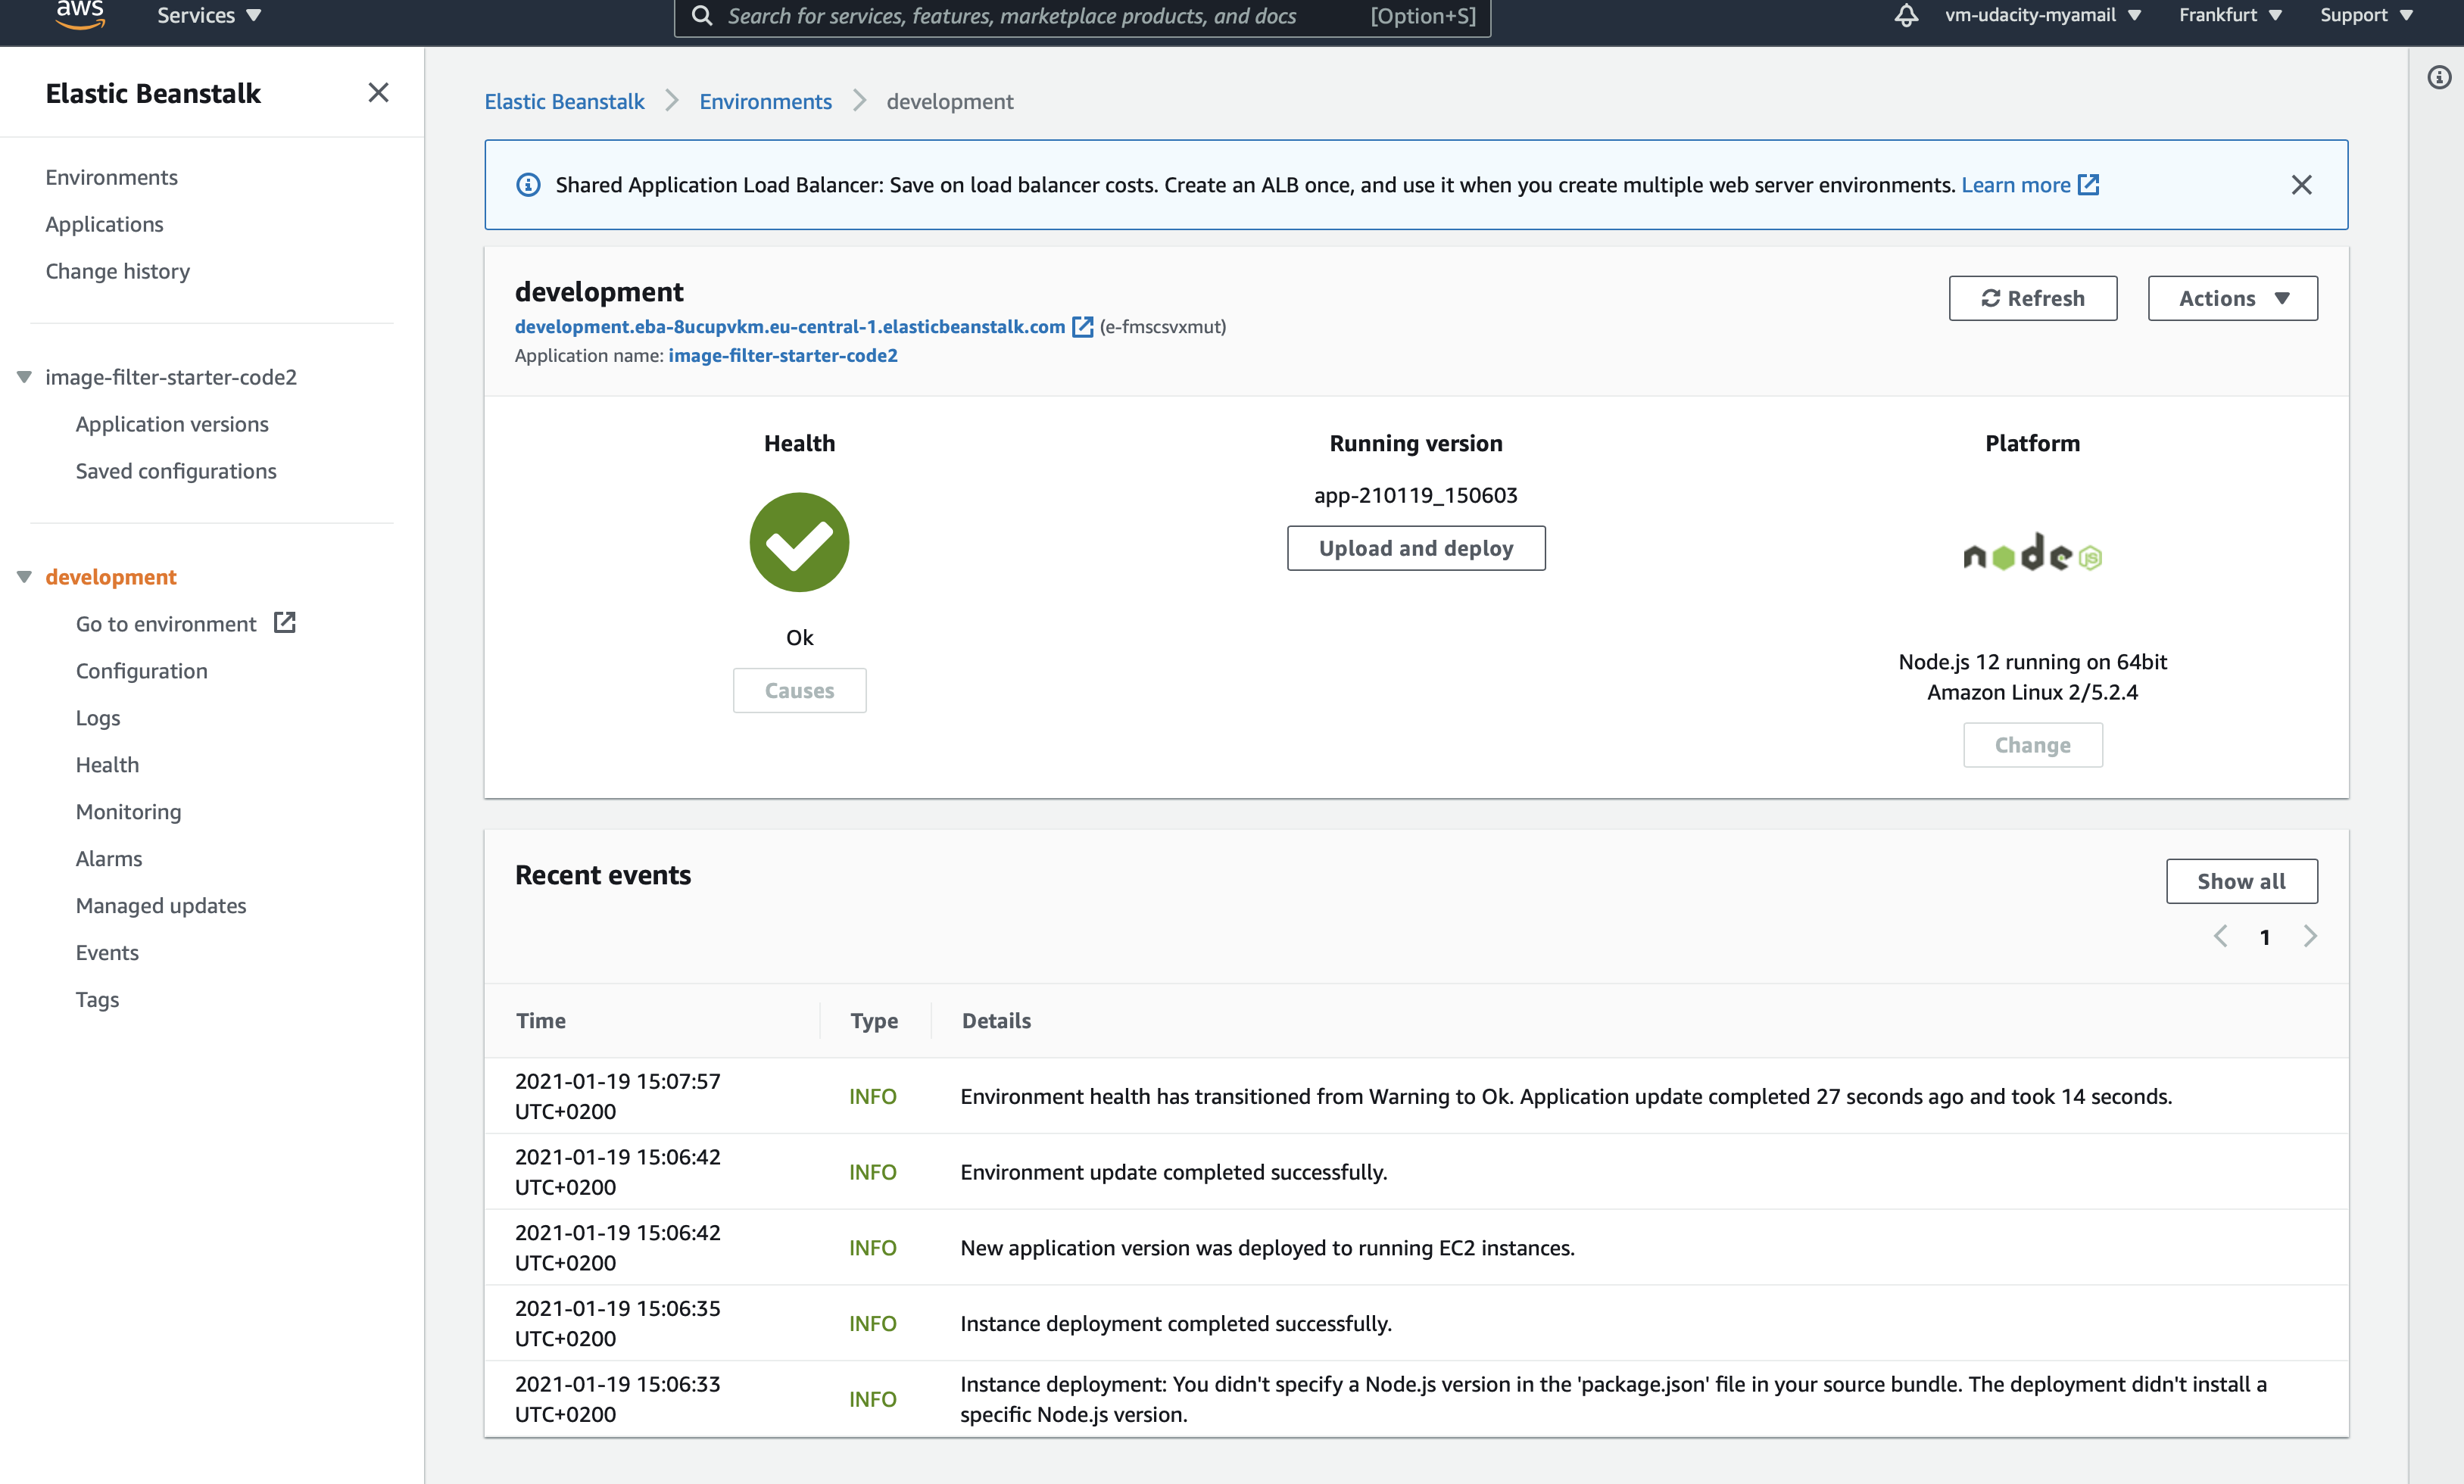 aws
Services
Search for services, features, marketplace products, and docs
[Option+S]
vm-udacity-myamail
Frankfurt
Support
Elastic Beanstalk
Environments
Applications
Change history
image-filter-starter-code2
Application versions
Saved configurations
development
Go to environment
Configuration
Logs
Health
Monitoring
Alarms
Managed updates
Events
Tags
Elastic Beanstalk
Environments
development
Shared Application Load Balancer: Save on load balancer costs. Create an ALB once, and use it when you create multiple web server environments. Learn more
development
development.eba-8ucupvkm.eu-central-1.elasticbeanstalk.com (e-fmscsvxmut)
Application name: image-filter-starter-code2
Refresh
Actions
Health
Ok
Causes
Running version
app-210119_150603
Upload and deploy
Platform
node JS
Node.js 12 running on 64bit
Amazon Linux 2/5.2.4
Change
Recent events
Show all
1
Time
Type
Details
2021-01-19 15:07:57
UTC+0200
INFO
Environment health has transitioned from Warning to Ok. Application update completed 27 seconds ago and took 14 seconds.
2021-01-19 15:06:42
UTC+0200
INFO
Environment update completed successfully.
2021-01-19 15:06:42
UTC+0200
INFO
New application version was deployed to running EC2 instances.
2021-01-19 15:06:35
UTC+0200
INFO
Instance deployment completed successfully.
2021-01-19 15:06:33
UTC+0200
INFO
Instance deployment: You didn't specify a Node.js version in the 'package.json' file in your source bundle. The deployment didn't install a
specific Node.js version.